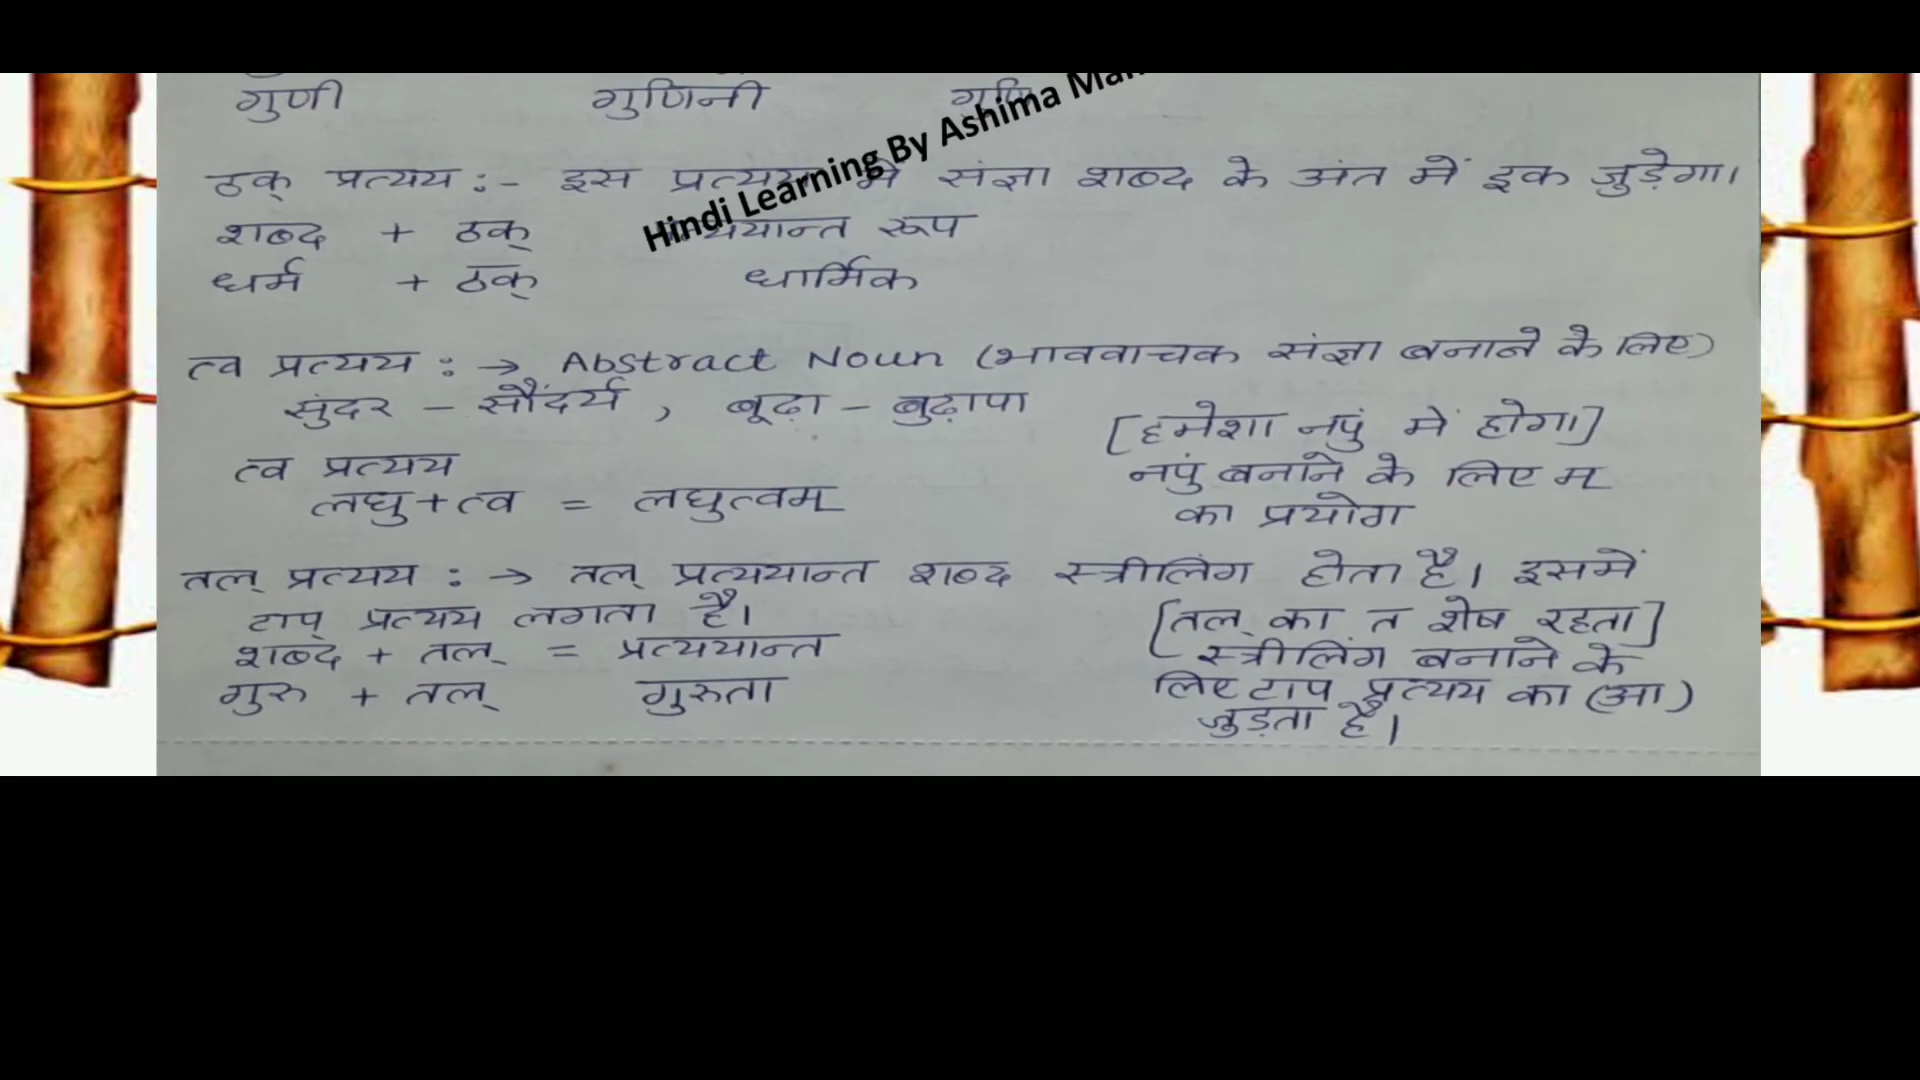 गुणी गुणिनी
Hindi Learning By Ashima
ठक् प्रत्यय :- इस प्रत्यय में संज्ञा शब्द के अंत में इक जुड़ेगा।
शब्द + ठक् रूप
धर्म + ठक् धार्मिक
त्व प्रत्यय : → Abstract Noun (भाववाचक संज्ञा बनाने के लिए)
सुंदर - सौंदर्य , बूढ़ा - बुढ़ापा
[हमेशा नपुं में होगा]
त्व प्रत्यय
नपुं बनाने के लिए म्
लघु + त्व = लघुत्वम्
का प्रयोग
तल् प्रत्यय : → तल् प्रत्ययान्त शब्द स्त्रीलिंग होता है। इसमें
टाप् प्रत्यय लगता है।
[तल् का त शेष रहता]
शब्द + तल् = प्रत्ययान्त
स्त्रीलिंग बनाने के
गुरु + तल् गुरुता
लिए टाप प्रत्यय का (आ)
जुड़ता है।